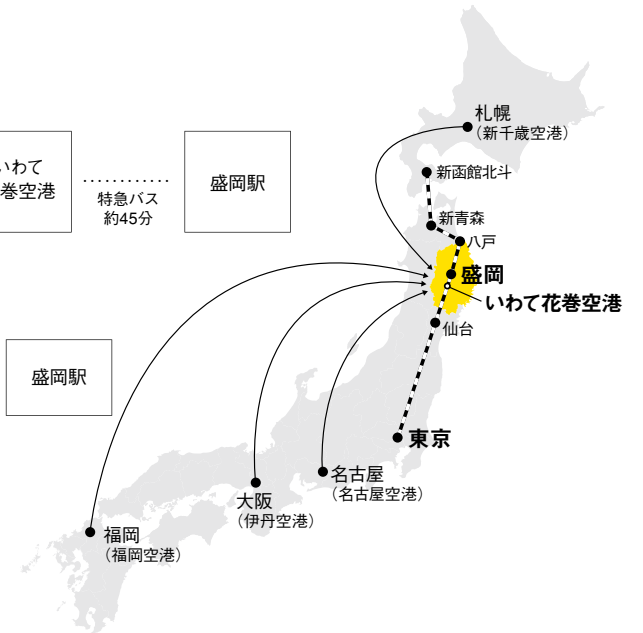 いわて
巻空港
特急バス
約45分
盛岡駅
盛岡駅
札幌
（新千歳空港）
新函館北斗
新青森
八戸
盛岡
いわて花巻空港
仙台
東京
名古屋
（名古屋空港）
大阪
（伊丹空港）
福岡
（福岡空港）